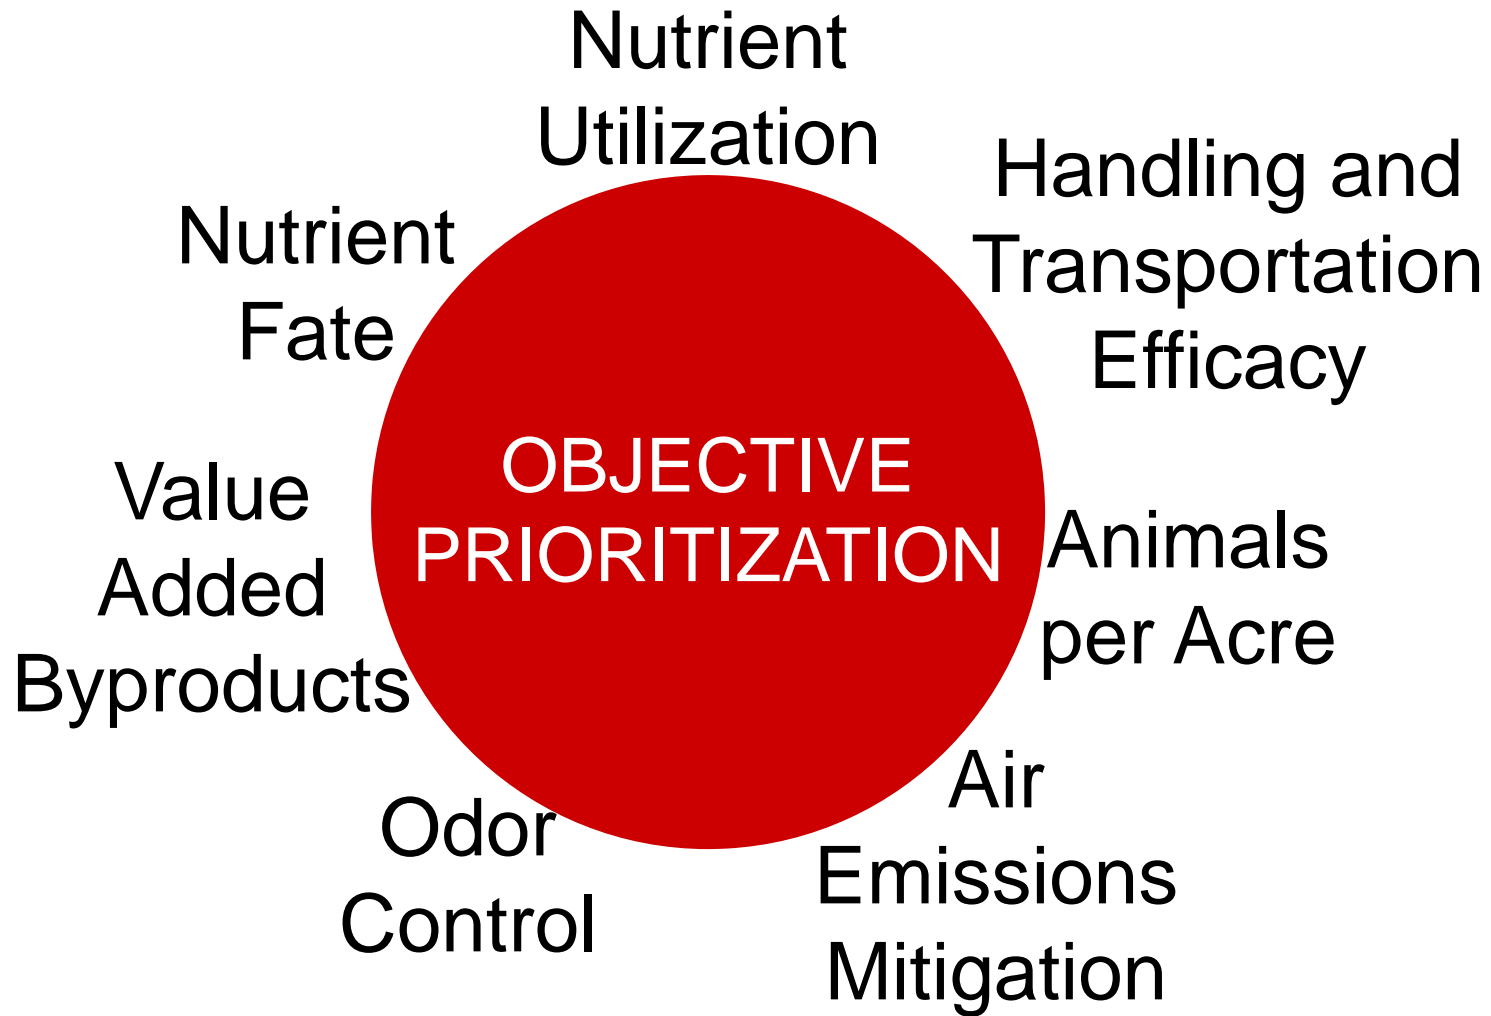 Nutrient
Utilization
Handling and
Transportation
Efficacy
Nutrient
Fate
OBJECTIVE
PRIORITIZATION
Value
Added
Byproducts
Animals
per Acre
Air
Emissions
Mitigation
Odor
Control